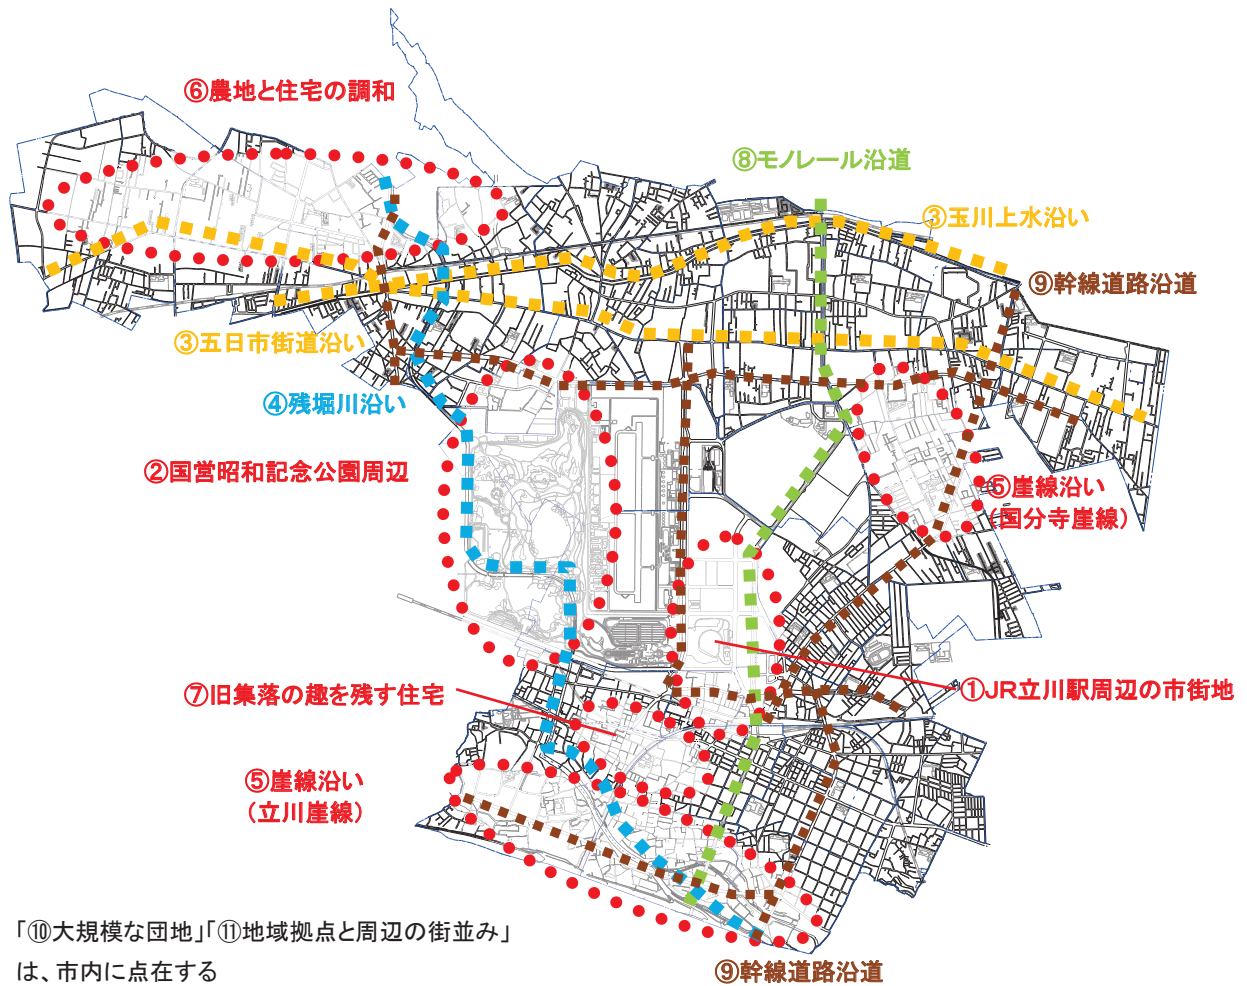 ⑥農地と住宅の調和
⑧モノレール沿道
③玉川上水沿い
⑨幹線道路沿道
③五日市街道沿い
④残堀川沿い
②国営昭和記念公園周辺
⑤崖線沿い
（国分寺崖線）
⑦旧集落の趣を残す住宅
①JR立川駅周辺の市街地
⑤崖線沿い
（立川崖線）
「⑩大規模な団地」「⑪地域拠点と周辺の街並み」
は、市内に点在する
⑨幹線道路沿道